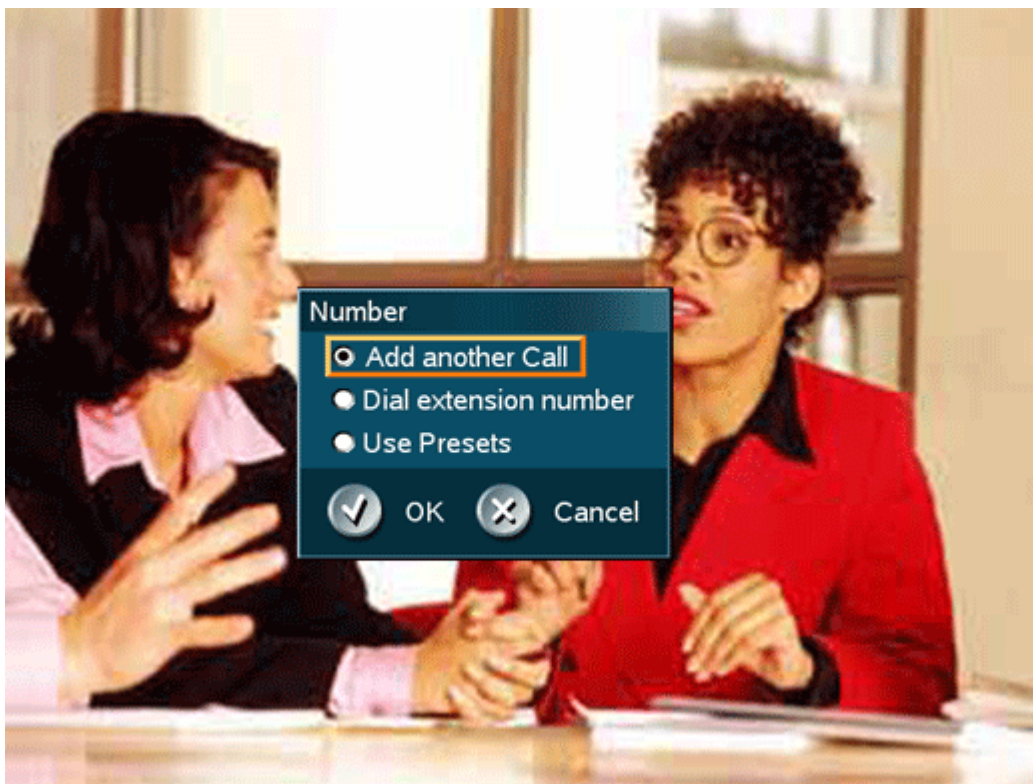 Number
Add another Call
Dial extension number
Use Presets
OK Cancel